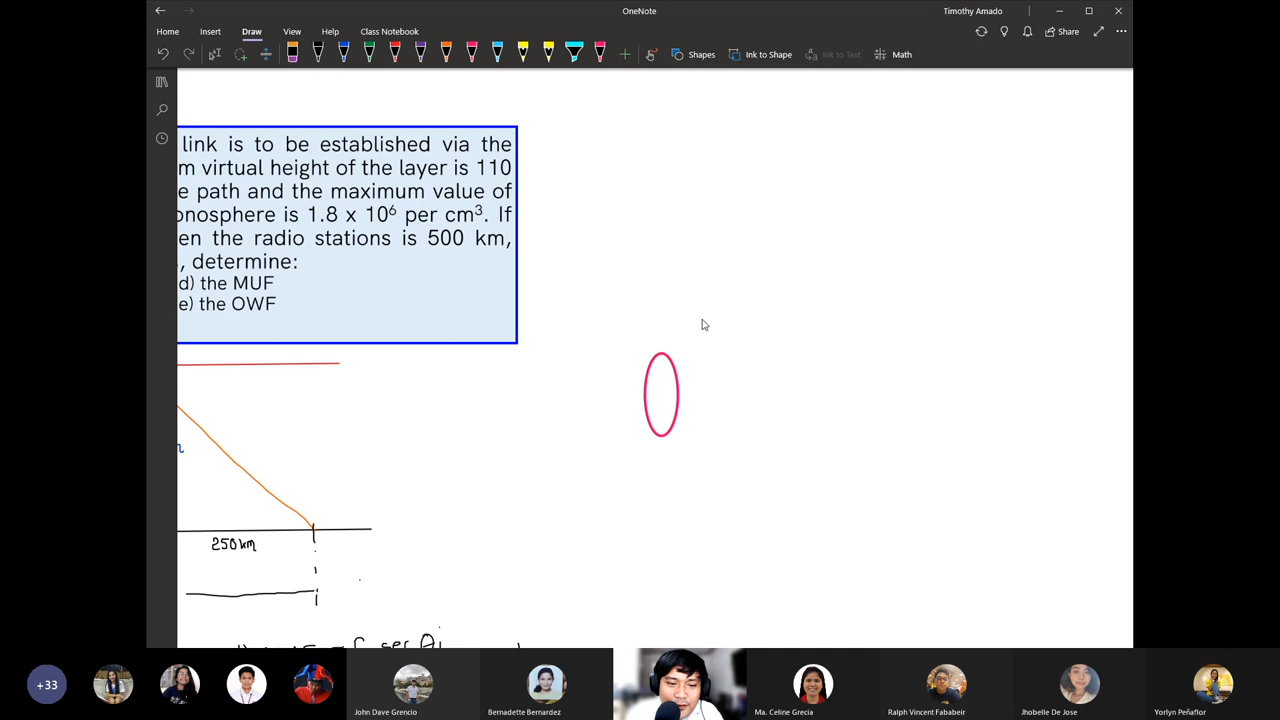 OneNote
Timothy Amado
Home Insert Draw View Help Class Notebook
Share
Shapes Ink to Shape Ink to Text Math
link is to be established via the
m virtual height of the layer is 110
e path and the maximum value of
onosphere is 1.8 x 10⁶ per cm³. If
en the radio stations is 500 km,
, determine:
d) the MUF
e) the OWF
250 km
sec θi
+33
John Dave Grencio
Bernadette Bernardez
Ma. Celine Grecia
Ralph Vincent Fababeir
Jhobelle De Jose
Yorlyn Peñaflor